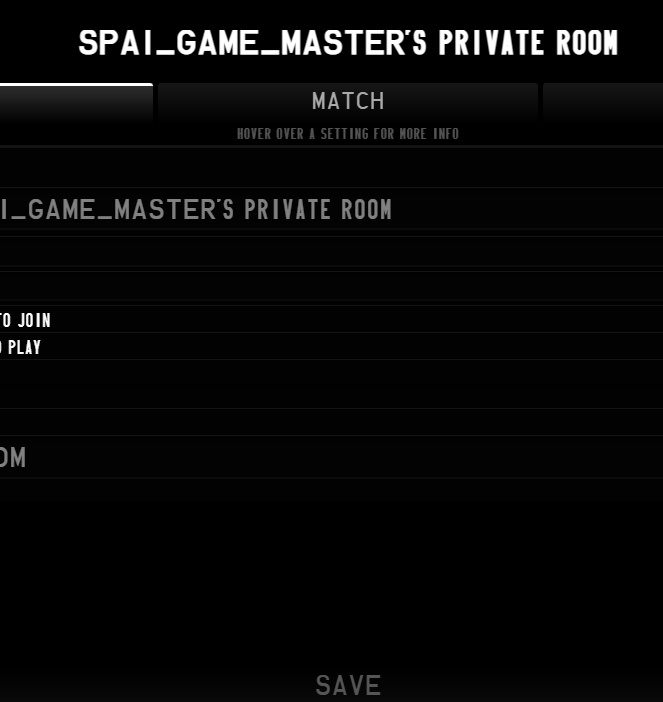 SPAI_GAME_MASTER'S PRIVATE ROOM
MATCH
HOVER OVER A SETTING FOR MORE INFO
I_GAME_MASTER'S PRIVATE ROOM
TO JOIN
PLAY
OM
SAVE